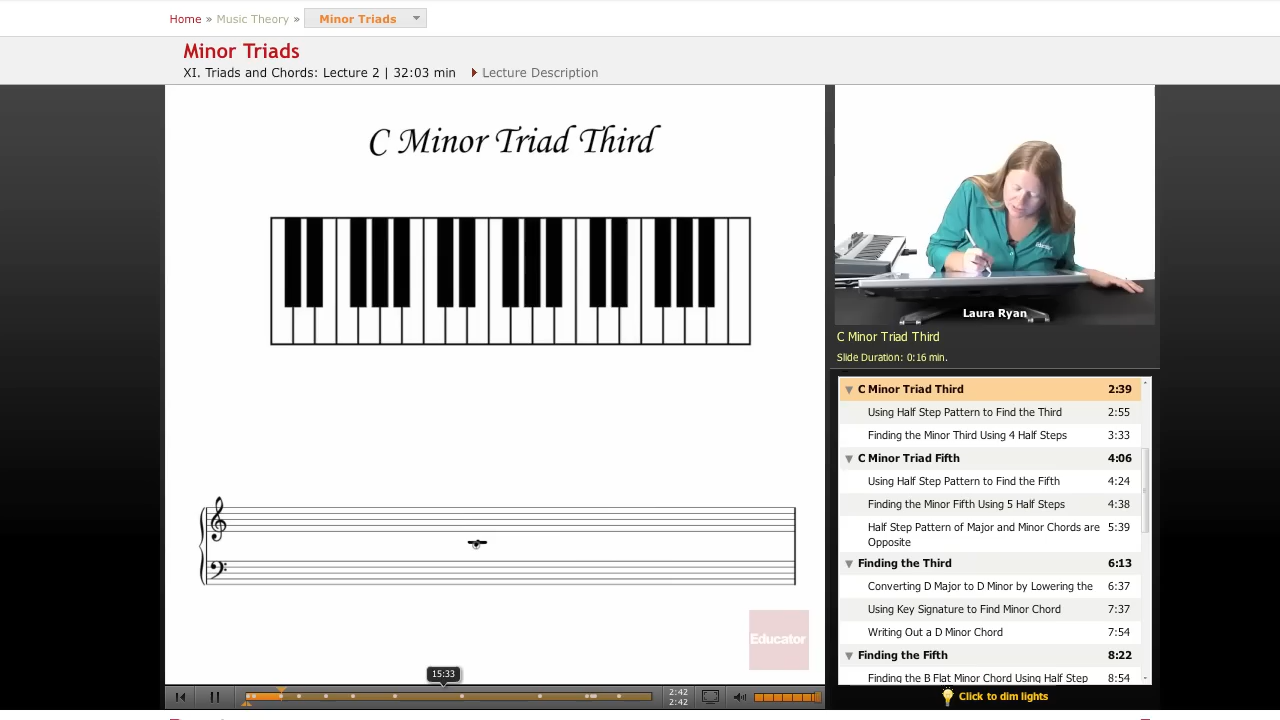 Home » Music Theory » Minor Triads
Minor Triads
XI. Triads and Chords: Lecture 2 | 32:03 min Lecture Description
C Minor Triad Third
Educator
15:33
2:42
2:42
Laura Ryan
C Minor Triad Third
Slide Duration: 0:16 min.
C Minor Triad Third 2:39
Using Half Step Pattern to Find the Third 2:55
Finding the Minor Third Using 4 Half Steps 3:33
C Minor Triad Fifth 4:06
Using Half Step Pattern to Find the Fifth 4:24
Finding the Minor Fifth Using 5 Half Steps 4:38
Half Step Pattern of Major and Minor Chords are 5:39
Opposite
Finding the Third 6:13
Converting D Major to D Minor by Lowering the 6:37
Using Key Signature to Find Minor Chord 7:37
Writing Out a D Minor Chord 7:54
Finding the Fifth 8:22
Finding the B Flat Minor Chord Using Half Step 8:54
Click to dim lights